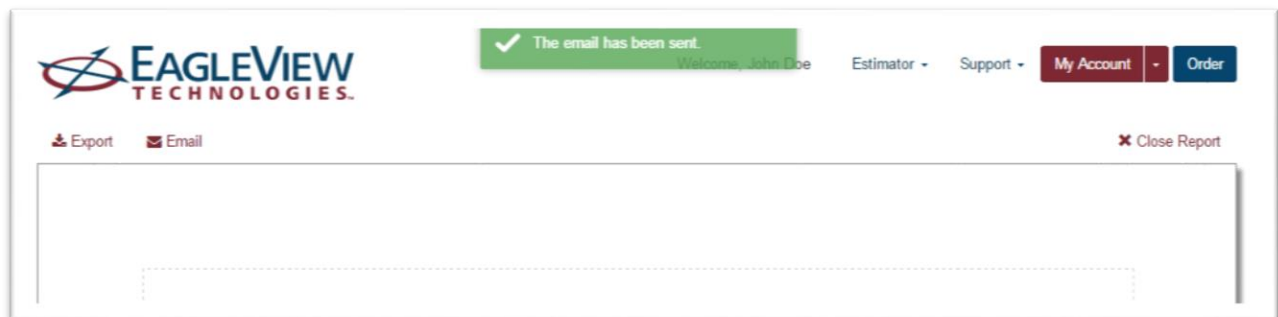 The email has been sent.
EAGLEVIEW
TECHNOLOGIES
Welcome, John Doe
Estimator
Support
My Account
Order
Export
Email
Close Report